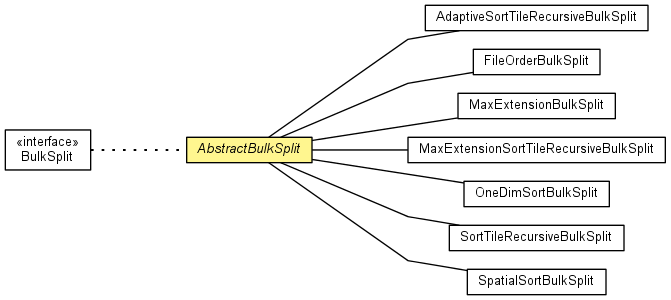 «interface»
BulkSplit
AbstractBulkSplit
AdaptiveSortTileRecursiveBulkSplit
FileOrderBulkSplit
MaxExtensionBulkSplit
MaxExtensionSortTileRecursiveBulkSplit
OneDimSortBulkSplit
SortTileRecursiveBulkSplit
SpatialSortBulkSplit